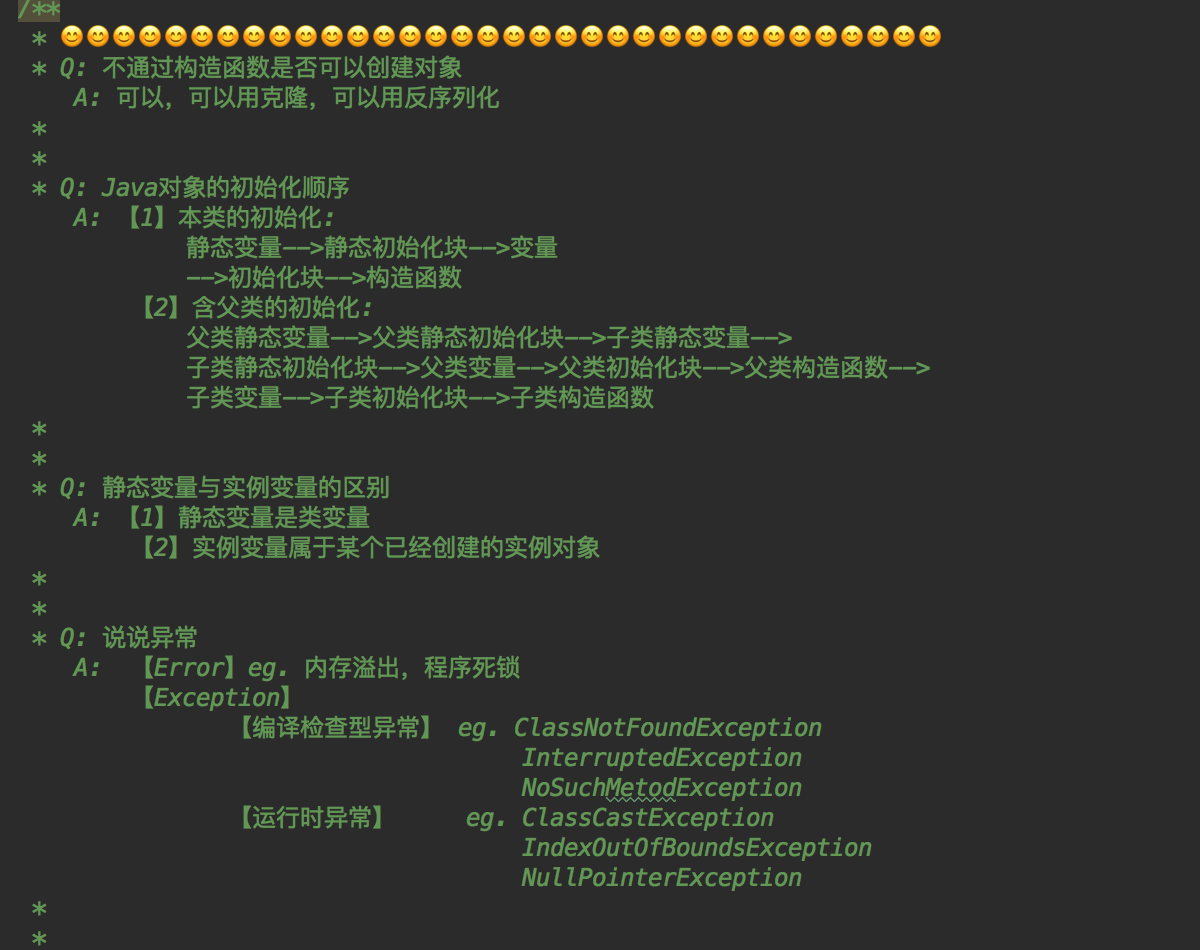 /**
* 😊😊😊😊😊😊😊😊😊😊😊😊😊😊😊😊😊😊😊😊😊😊😊😊😊😊😊😊😊😊😊😊😊😊
* Q: 不通过构造函数是否可以创建对象
A: 可以，可以用克隆，可以用反序列化
*
*
* Q: Java对象的初始化顺序
A: 【1】本类的初始化:
静态变量-->静态初始化块-->变量
-->初始化块-->构造函数
【2】含父类的初始化:
父类静态变量-->父类静态初始化块-->子类静态变量-->
子类静态初始化块-->父类变量-->父类初始化块-->父类构造函数-->
子类变量-->子类初始化块-->子类构造函数
*
*
* Q: 静态变量与实例变量的区别
A: 【1】静态变量是类变量
【2】实例变量属于某个已经创建的实例对象
*
*
* Q: 说说异常
A: 【Error】eg. 内存溢出，程序死锁
【Exception】
【编译检查型异常】 eg. ClassNotFoundException
InterruptedException
NoSuchMetodException
【运行时异常】 eg. ClassCastException
IndexOutOfBoundsException
NullPointerException
*
*